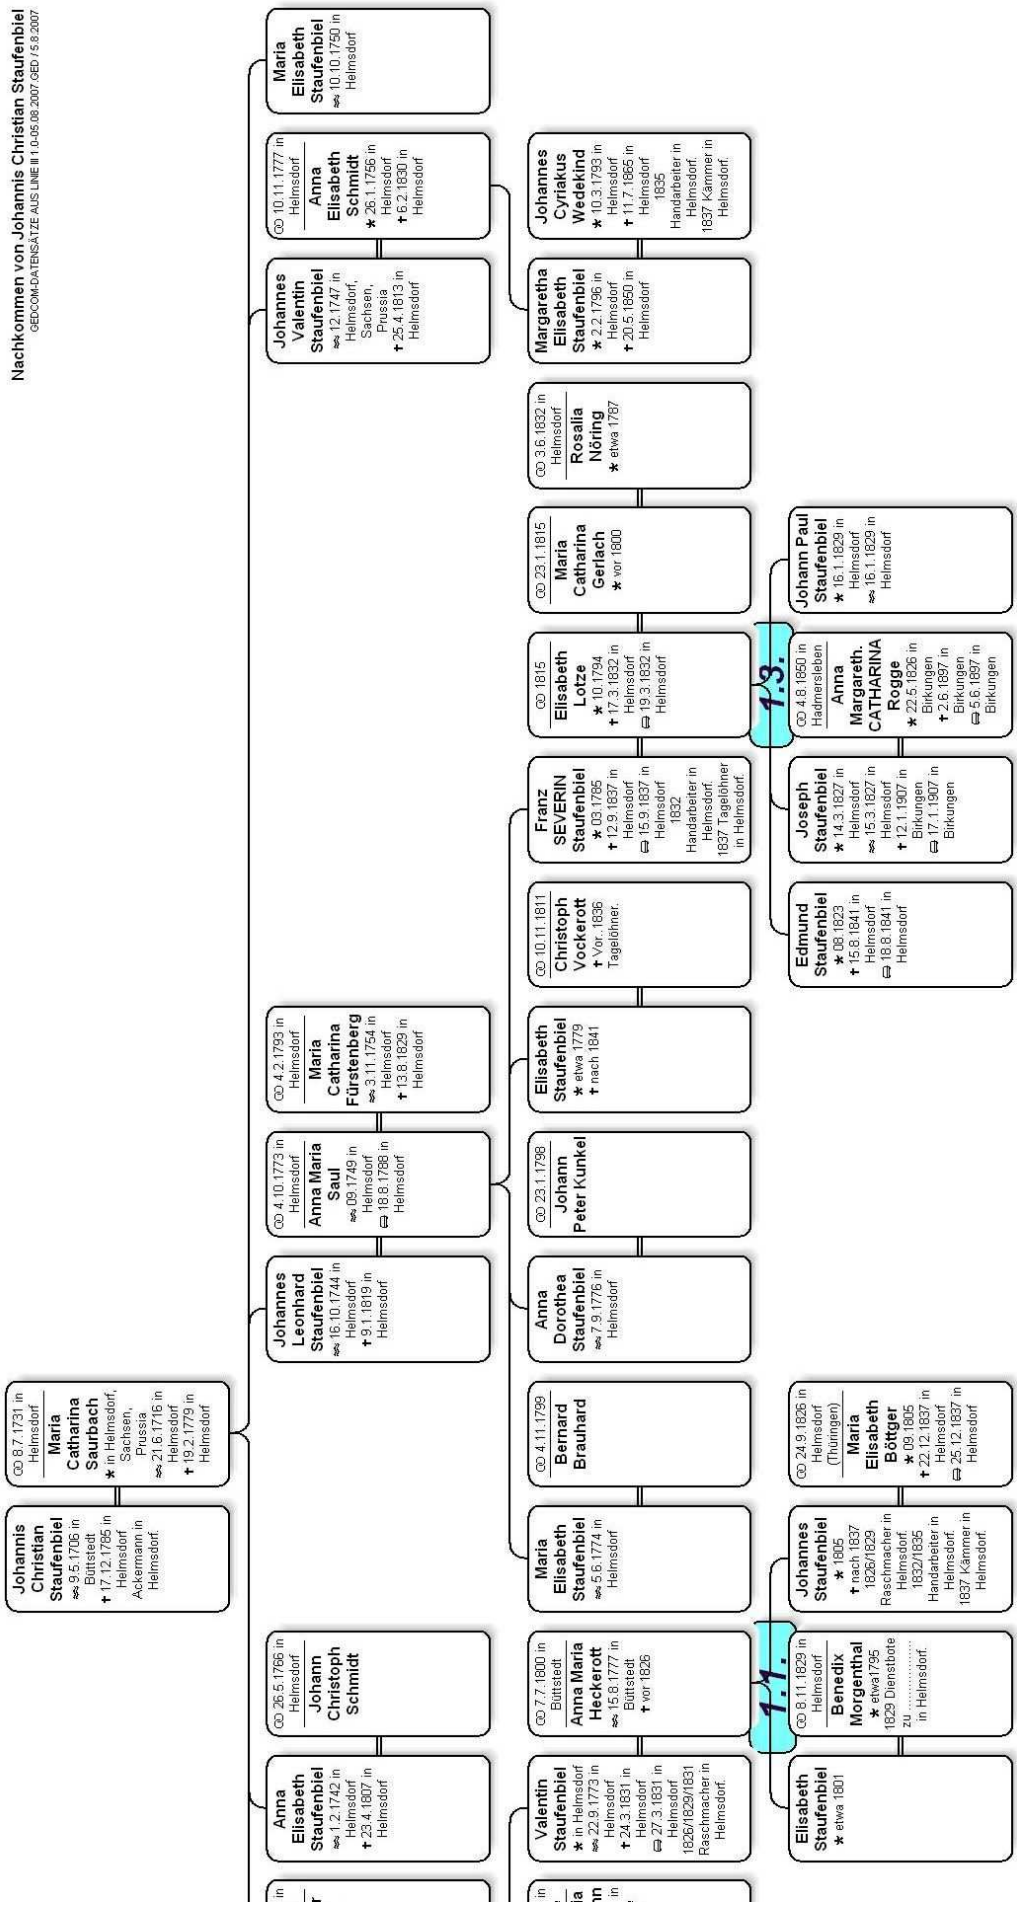 Nachkommen von Johannis Christian Staufenbiel
GEDCOM-DATENSÄTZE AUS LINIE III 1.0-05.08.2007.GED / 5.8.2007
Johannis
Christian
Staufenbiel
≈ 9.5.1706 in
Büttstedt
✝ 17.12.1785 in
Helmsdorf
Ackermann in
Helmsdorf.
⚭ 8.7.1731 in
Helmsdorf
Maria
Catharina
Saurbach
* in Helmsdorf,
Sachsen,
Prussia
≈ 21.6.1716 in
Helmsdorf
✝ 19.2.1779 in
Helmsdorf
in
r
Anna
Elisabeth
Staufenbiel
≈ 1.2.1742 in
Helmsdorf
✝ 23.4.1807 in
Helmsdorf
⚭ 26.5.1766 in
Helmsdorf
Johann
Christoph
Schmidt
Johannes
Leonhard
Staufenbiel
≈ 16.10.1744 in
Helmsdorf
✝ 9.1.1819 in
Helmsdorf
⚭ 4.10.1773 in
Helmsdorf
Anna Maria
Saul
≈ 09.1749 in
Helmsdorf
⚰ 18.8.1788 in
Helmsdorf
⚭ 4.2.1793 in
Helmsdorf
Maria
Catharina
Fürstenberg
≈ 3.11.1754 in
Helmsdorf
✝ 13.8.1829 in
Helmsdorf
Johannes
Valentin
Staufenbiel
≈ 12.1747 in
Helmsdorf,
Sachsen,
Prussia
✝ 25.4.1813 in
Helmsdorf
⚭ 10.11.1777 in
Helmsdorf
Anna
Elisabeth
Schmidt
* 26.1.1756 in
Helmsdorf
✝ 6.2.1830 in
Helmsdorf
Maria
Elisabeth
Staufenbiel
≈ 10.10.1750 in
Helmsdorf
in
ia
nn
in
Valentin
Staufenbiel
* in Helmsdorf
≈ 22.9.1773 in
Helmsdorf
✝ 24.3.1831 in
Helmsdorf
⚰ 27.3.1831 in
Helmsdorf
1826/1829/1831
Raschmacher in
Helmsdorf.
⚭ 7.7.1800 in
Büttstedt
Anna Maria
Heckerott
≈ 15.8.1777 in
Büttstedt
✝ vor 1826
Maria
Elisabeth
Staufenbiel
≈ 5.6.1774 in
Helmsdorf
⚭ 4.11.1799
Bernard
Brauhard
Anna
Dorothea
Staufenbiel
≈ 7.9.1776 in
Helmsdorf
⚭ 23.1.1798
Johann
Peter Kunkel
Elisabeth
Staufenbiel
* etwa 1779
✝ nach 1841
⚭ 10.11.1811
Christoph
Vockerott
✝ Vor..1836
Tagelöhner.
Franz
SEVERIN
Staufenbiel
* 03.1785
✝ 12.9.1837 in
Helmsdorf
⚰ 15.9.1837 in
Helmsdorf
1832
Handarbeiter in
Helmsdorf.
1837 Tagelöhner
in Helmsdorf.
⚭ 1815
Elisabeth
Lotze
* 10.1794
✝ 17.3.1832 in
Helmsdorf
⚰ 19.3.1832 in
Helmsdorf
⚭ 23.1.1815
Maria
Catharina
Gerlach
* vor 1800
⚭ 3.6.1832 in
Helmsdorf
Rosalia
Nöring
* etwa 1787
Margaretha
Elisabeth
Staufenbiel
* 2.2.1796 in
Helmsdorf
✝ 20.5.1850 in
Helmsdorf
Johannes
Cyriakus
Wedekind
* 10.3.1793 in
Helmsdorf
✝ 11.7.1865 in
Helmsdorf
1835
Handarbeiter in
Helmsdorf.
1837 Kämmer in
Helmsdorf.
1.1.
1.3.
Elisabeth
Staufenbiel
* etwa 1801
⚭ 8.11.1829 in
Helmsdorf
Benedix
Morgenthal
* etwa1795
1829 Dienstbote
zu ..................
in Helmsdorf.
Johannes
Staufenbiel
* 1805
✝ nach 1837
1826/1829
Raschmacher in
Helmsdorf.
1832/1835
Handarbeiter in
Helmsdorf.
1837 Kämmer in
Helmsdorf.
⚭ 24.9.1826 in
Helmsdorf
(Thüringen)
Maria
Elisabeth
Böttger
* 09.1805
✝ 22.12.1837 in
Helmsdorf
⚰ 25.12.1837 in
Helmsdorf
Edmund
Staufenbiel
* 08.1823
✝ 15.8.1841 in
Helmsdorf
⚰ 18.8.1841 in
Helmsdorf
Joseph
Staufenbiel
* 14.3.1827 in
Helmsdorf
≈ 15.3.1827 in
Helmsdorf
✝ 12.1.1907 in
Birkungen
⚰ 17.1.1907 in
Birkungen
⚭ 4.8.1850 in
Hadmersleben
Anna
Margareth.
CATHARINA
Rogge
* 22.5.1826 in
Birkungen
✝ 2.6.1897 in
Birkungen
⚰ 5.6.1897 in
Birkungen
Johann Paul
Staufenbiel
* 16.1.1829 in
Helmsdorf
≈ 16.1.1829 in
Helmsdorf